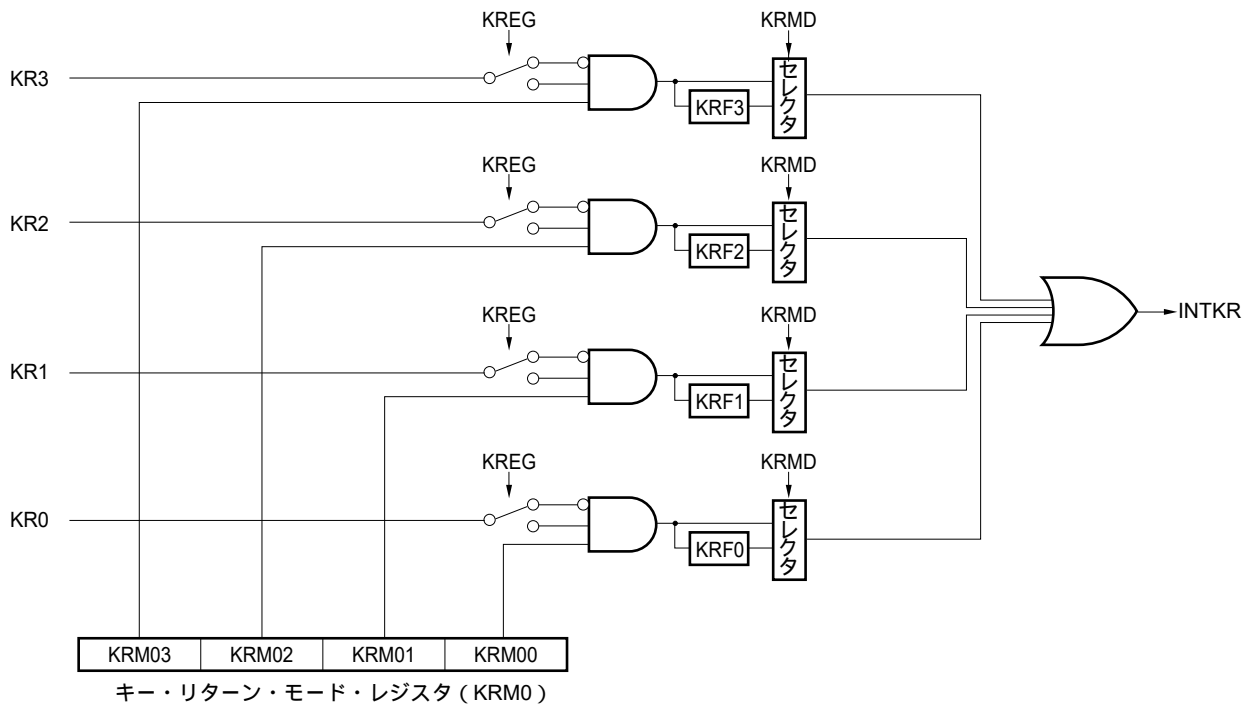 KREG KRMD
KR3 KRF3 セレクタ
KREG KRMD
KR2 KRF2 セレクタ
INTKR
KREG KRMD
KR1 KRF1 セレクタ
KREG KRMD
KR0 KRF0 セレクタ
KRM03 KRM02 KRM01 KRM00
キー・リターン・モード・レジスタ（KRM0）